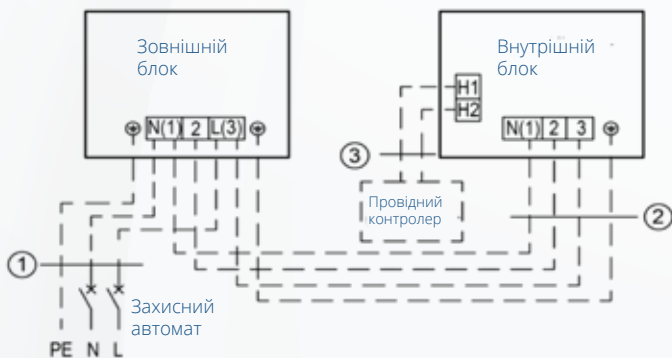 Зовнішній
блок
N(1) 2 L(3)
Внутрішній
блок
H1
H2
N(1) 2 3
3
Провідний
контролер
2
1
Захисний
автомат
PE N L